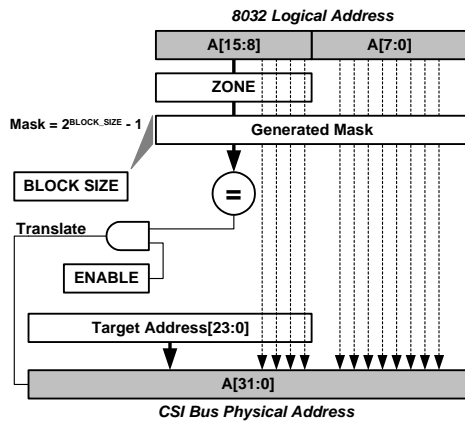 8032 Logical Address
A[15:8] A[7:0]
ZONE
Mask = 2^BLOCK_SIZE - 1
Generated Mask
BLOCK SIZE
=
Translate
ENABLE
Target Address[23:0]
A[31:0]
CSI Bus Physical Address